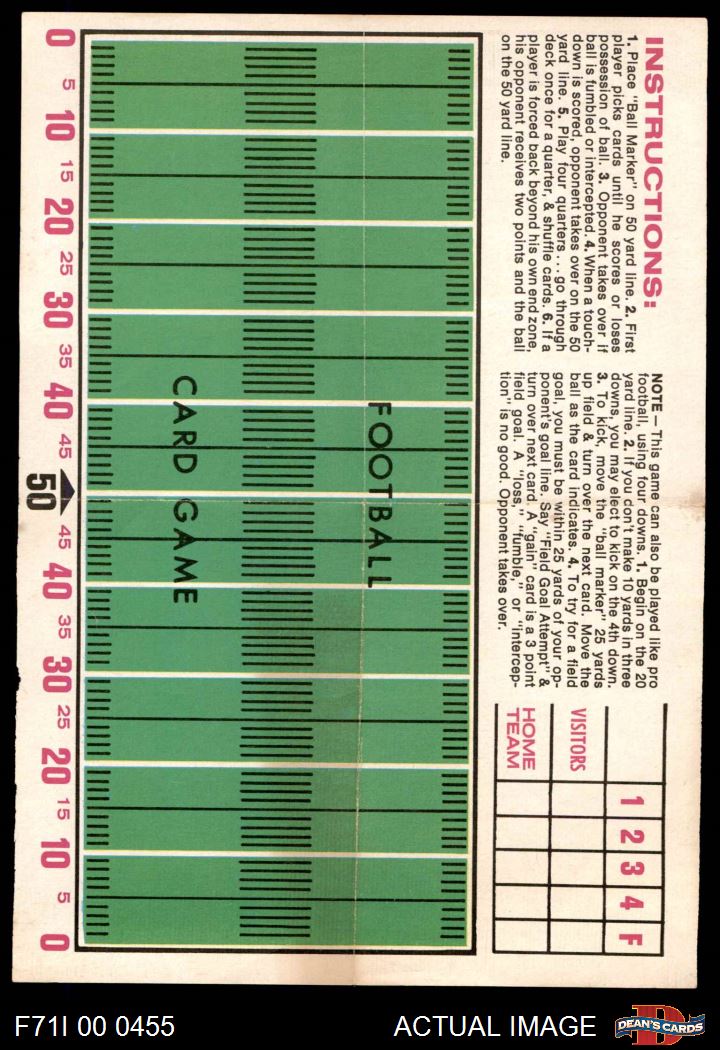 INSTRUCTIONS:
1. Place "Ball Marker" on 50 yard line. 2. First
player picks cards until he scores or loses
possession of ball. 3. Opponent takes over if
ball is fumbled or intercepted. 4. When a touch-
down is scored, opponent takes over on the 50
yard line. 5. Play four quarters . . . go through
deck once for a quarter, & shuffle cards. 6. If a
player is forced back beyond his own end zone,
his opponent receives two points and the ball
on the 50 yard line.
NOTE — This game can also be played like pro
football, using four downs. 1. Begin on the 20
yard line. 2. If you don't make 10 yards in three
downs, you may elect to kick on the 4th down.
3. To kick, move the "ball marker" 25 yards
up field & turn over the next card. Move the
ball as the card indicates. 4. To try for a field
goal, you must be within 25 yards of your op-
ponent's goal line. Say "Field Goal Attempt" &
turn over next card. A "gain" card is a 3 point
field goal. A "loss," "fumble," or "intercep-
tion" is no good. Opponent takes over.
1 2 3 4 F
VISITORS
HOME
TEAM
FOOTBALL
CARD GAME
0 5 10 15 20 25 30 35 40 45 50 45 40 35 30 25 20 15 10 5 0
F71I 00 0455
ACTUAL IMAGE
D
DEAN'S CARDS